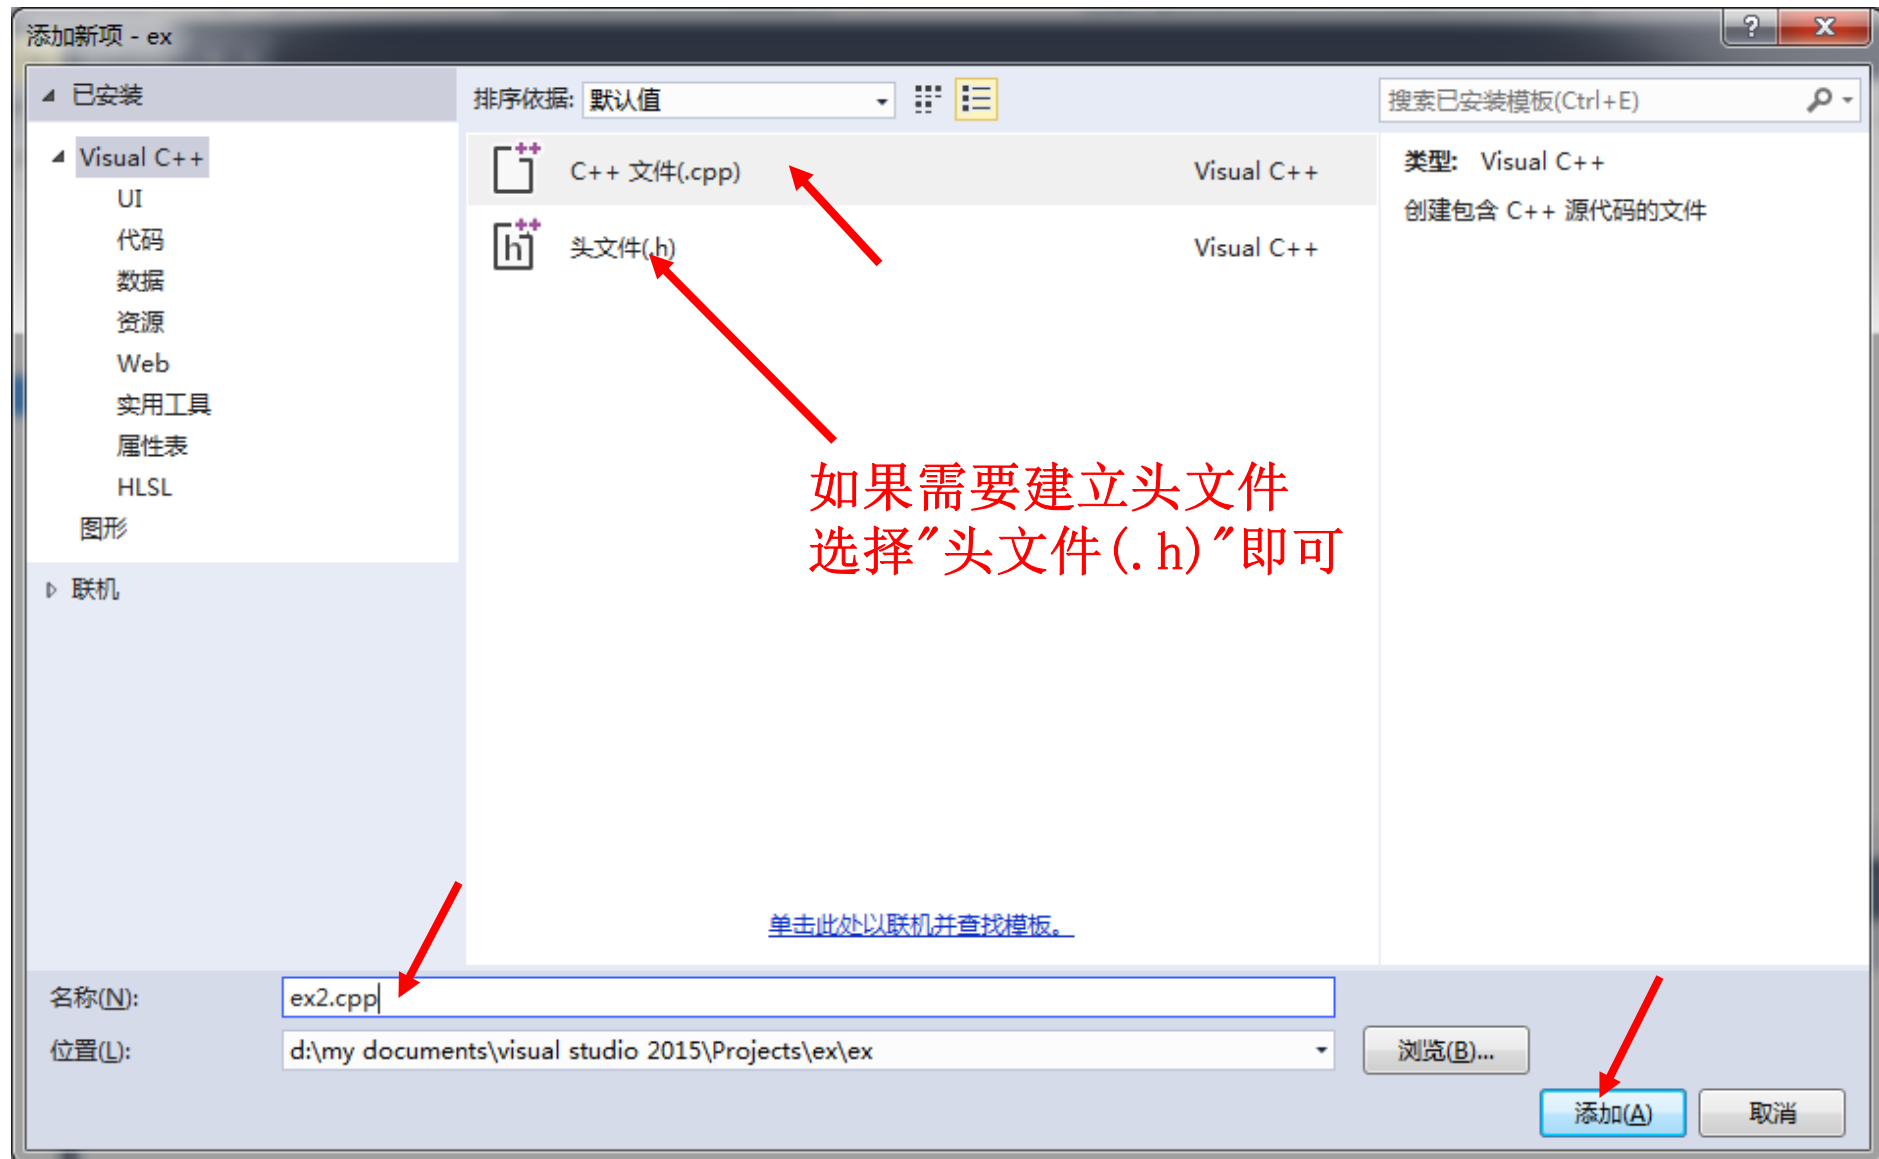 添加新项 - ex
?
x
已安装
Visual C++
UI
代码
数据
资源
Web
实用工具
属性表
HLSL
图形
联机
排序依据: 默认值
搜索已安装模板(Ctrl+E)
C++ 文件(.cpp) Visual C++
头文件(.h) Visual C++
类型: Visual C++
创建包含 C++ 源代码的文件
如果需要建立头文件
选择"头文件(.h)"即可
单击此处以联机并查找模板。
名称(N): ex2.cpp
位置(L): d:\my documents\visual studio 2015\Projects\ex\ex
浏览(B)...
添加(A) 取消